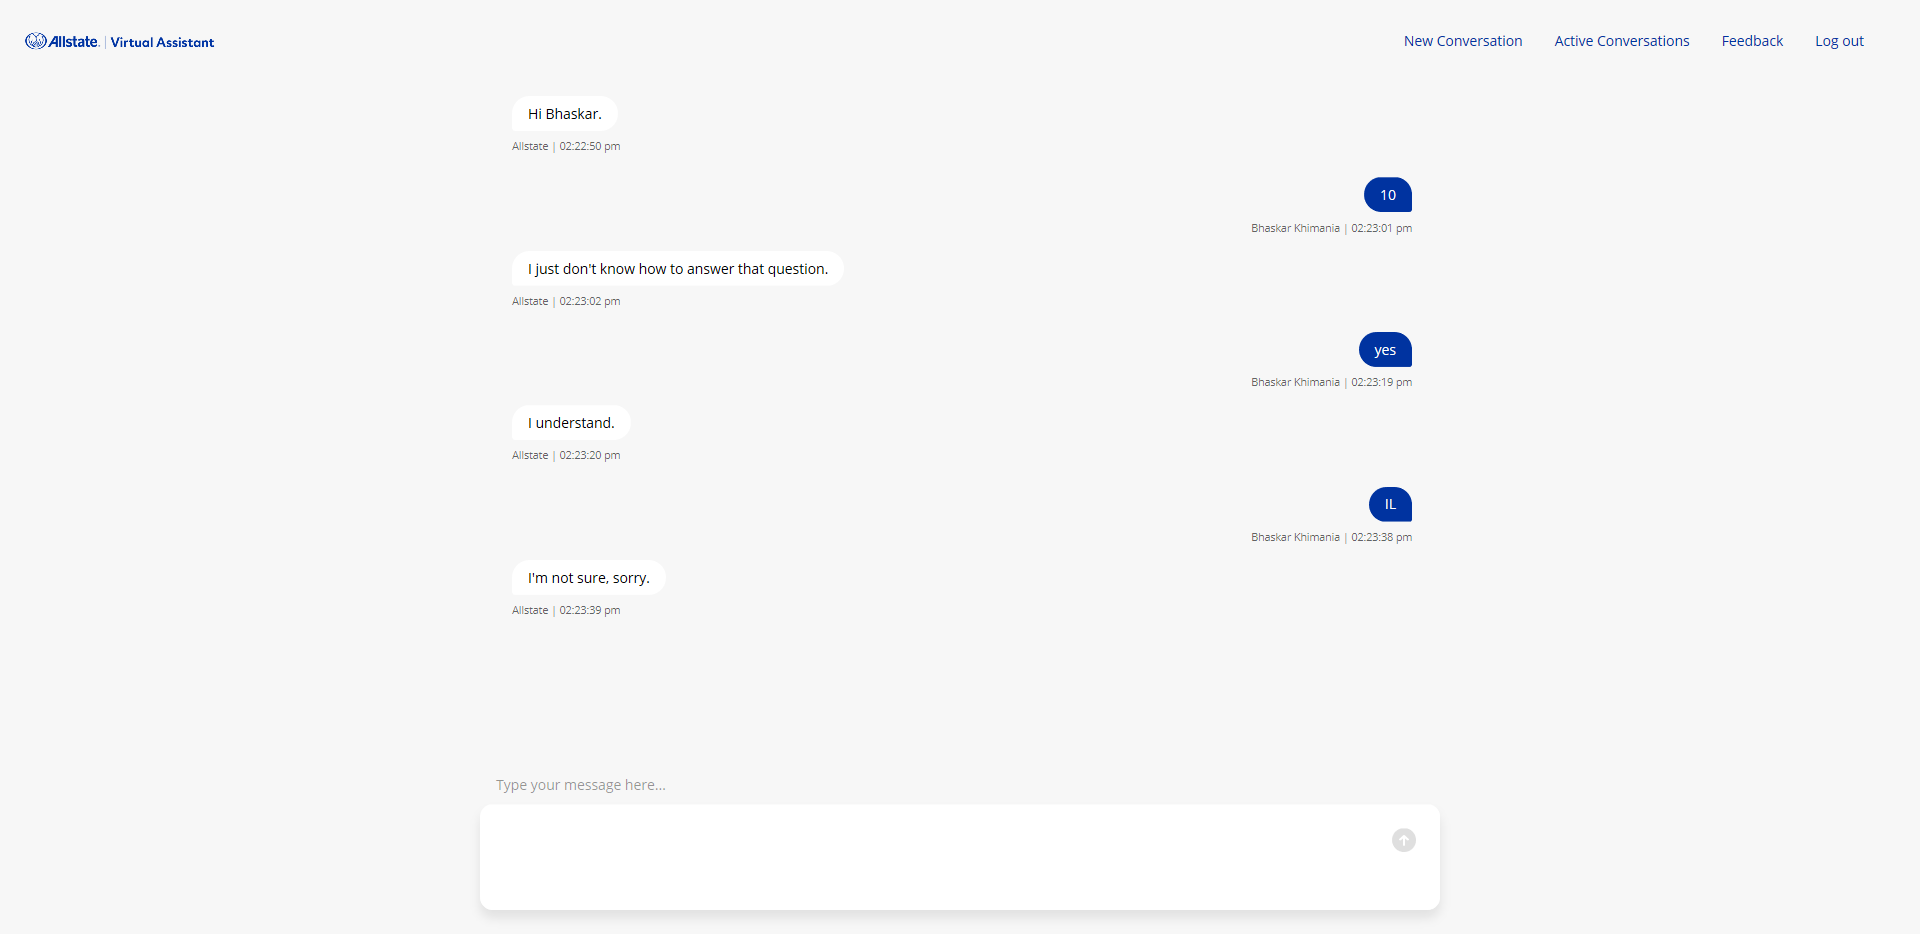 Allstate. | Virtual Assistant
New Conversation
Active Conversations
Feedback
Log out
Hi Bhaskar.
Allstate | 02:22:50 pm
10
Bhaskar Khimania | 02:23:01 pm
I just don't know how to answer that question.
Allstate | 02:23:02 pm
yes
Bhaskar Khimania | 02:23:19 pm
I understand.
Allstate | 02:23:20 pm
IL
Bhaskar Khimania | 02:23:38 pm
I'm not sure, sorry.
Allstate | 02:23:39 pm
Type your message here...